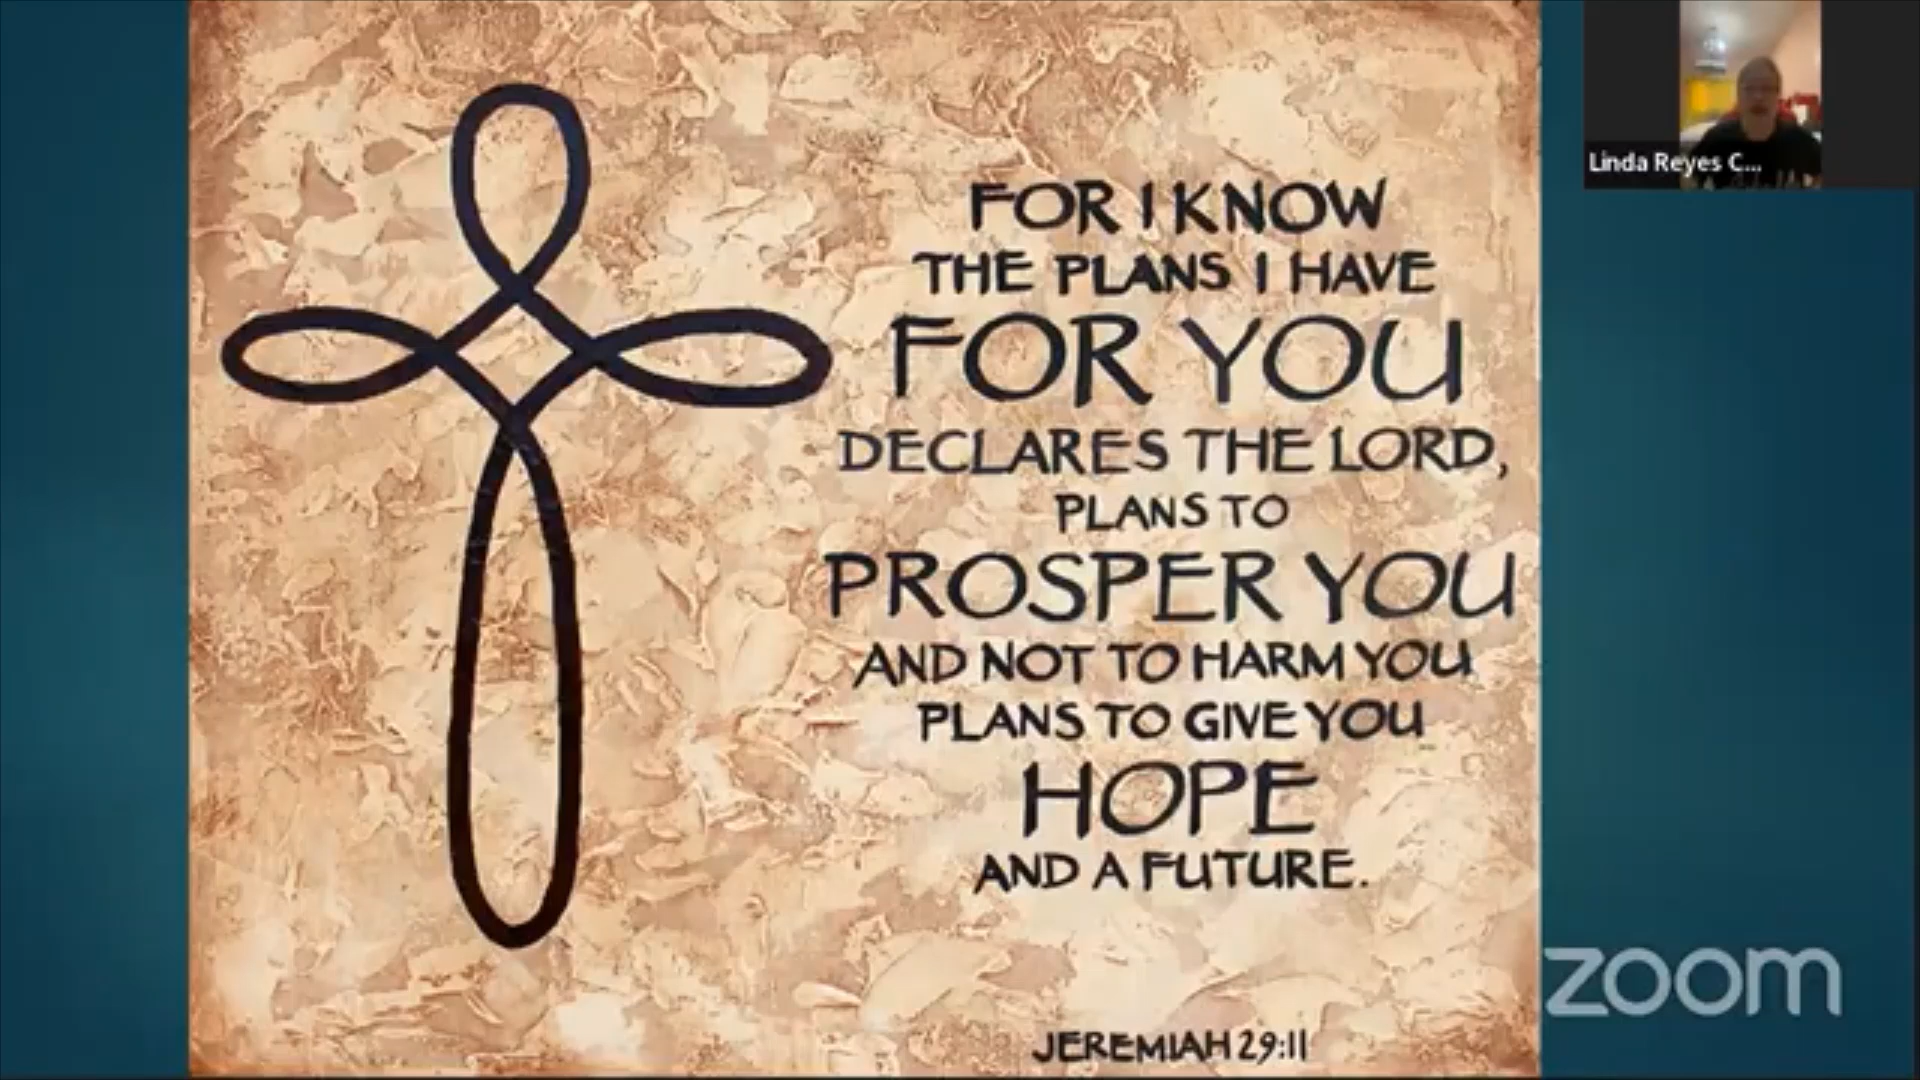 Linda Reyes C...
FOR I KNOW
THE PLANS I HAVE
FOR YOU
DECLARES THE LORD,
PLANS TO
PROSPER YOU
AND NOT TO HARM YOU
PLANS TO GIVE YOU
HOPE
AND A FUTURE.
JEREMIAH 29:11
zoom